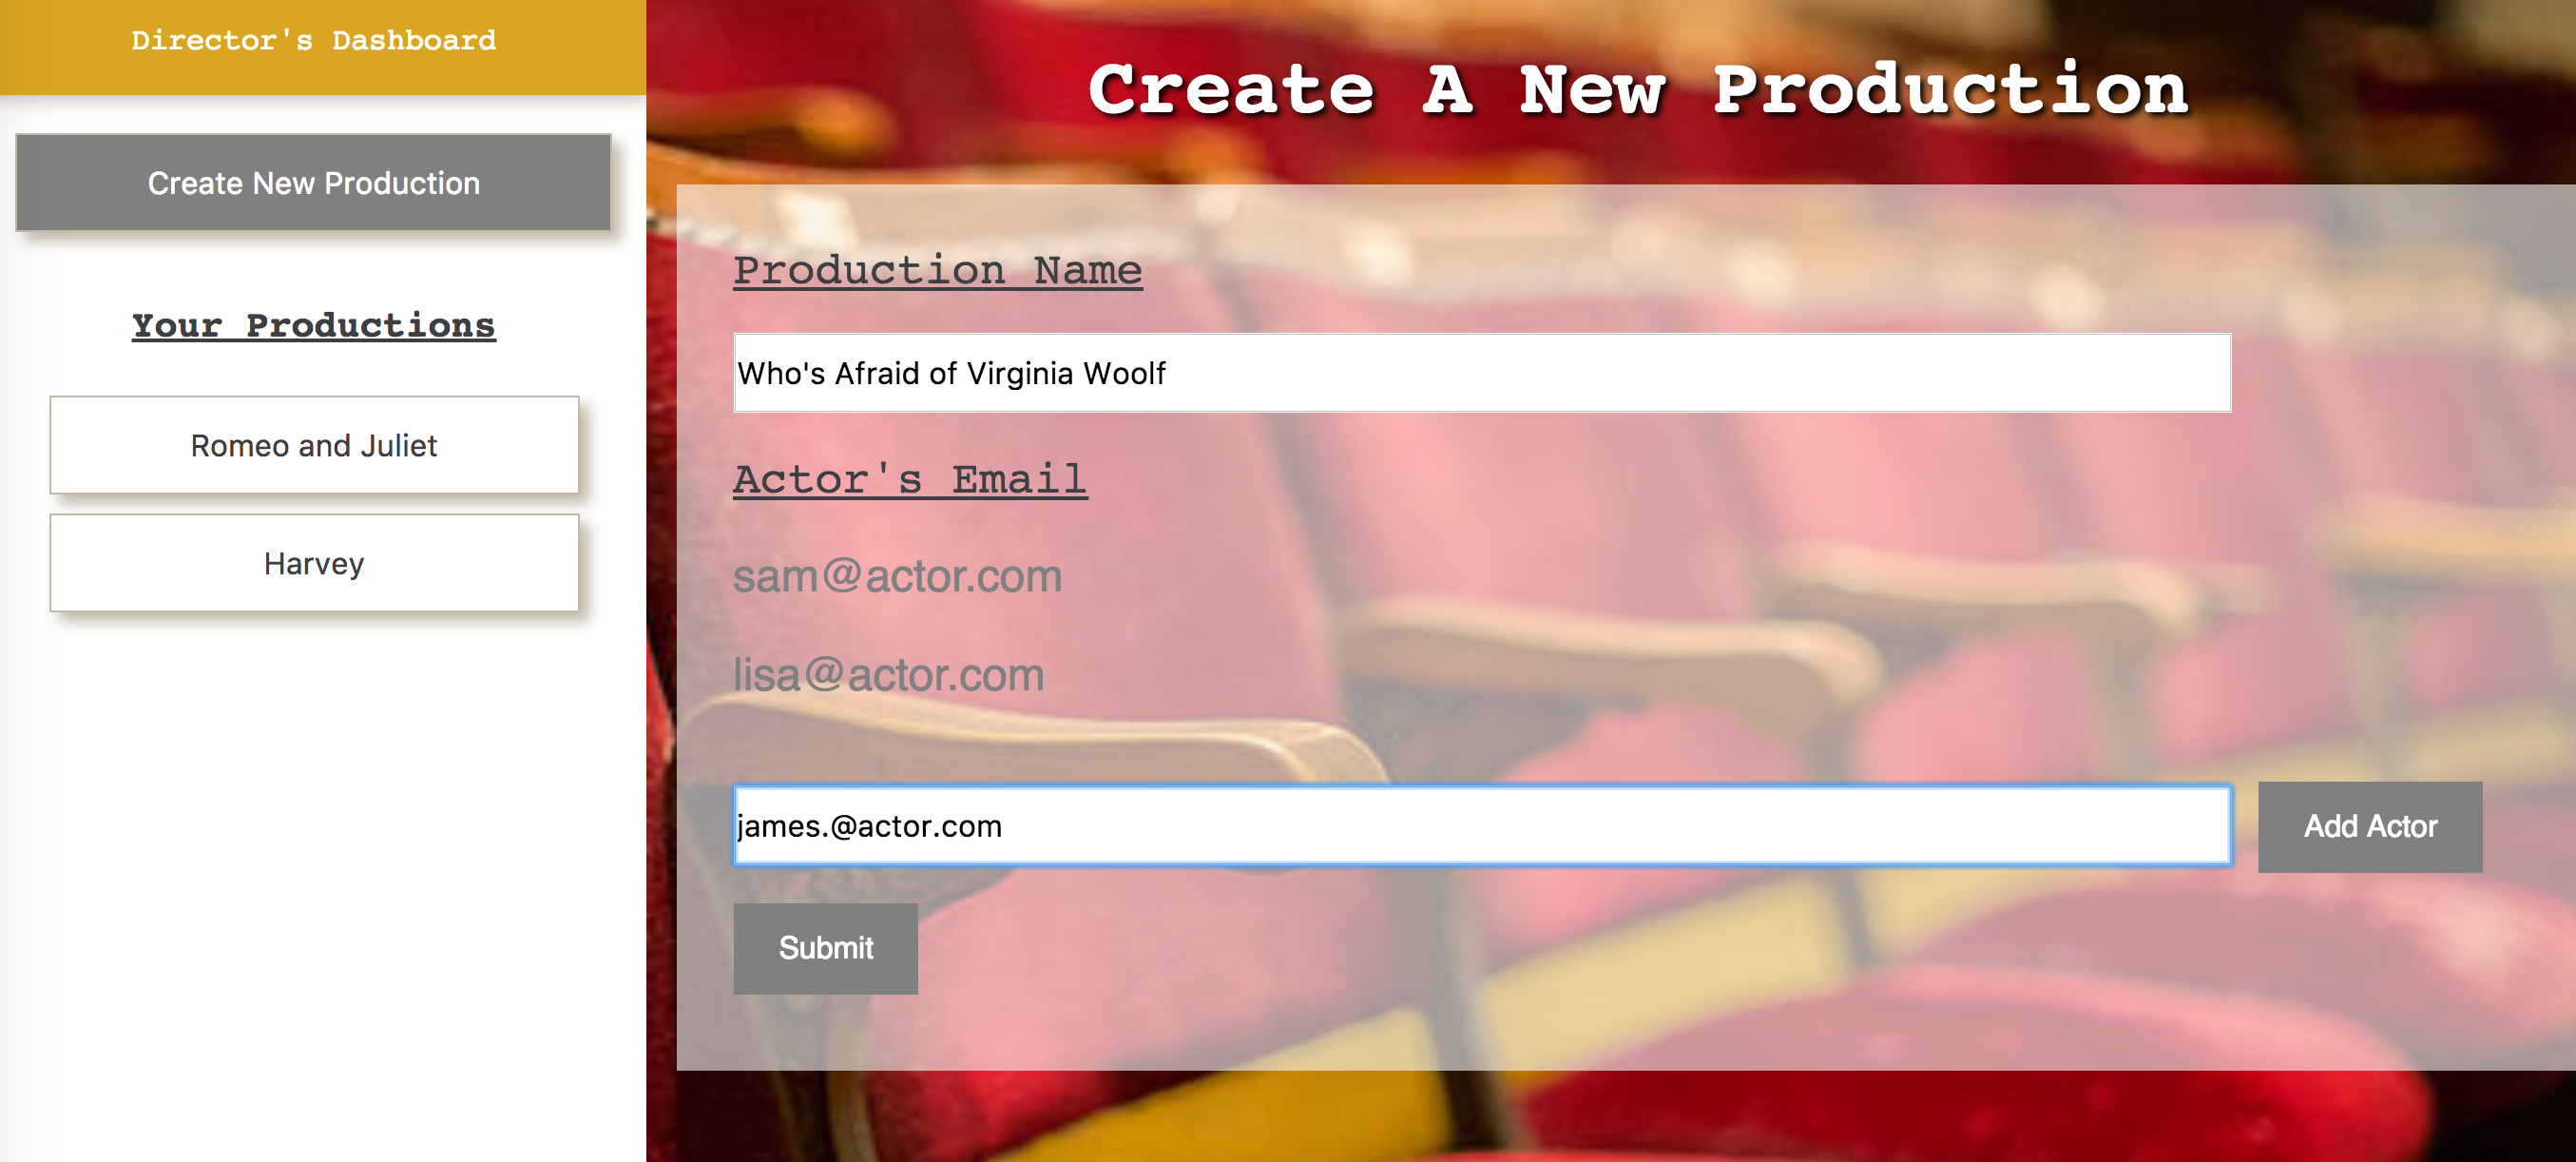 Director's Dashboard
Create New Production
Your Productions
Romeo and Juliet
Harvey
Create A New Production
Production Name
Who's Afraid of Virginia Woolf
Actor's Email
sam@actor.com
lisa@actor.com
james.@actor.com
Add Actor
Submit